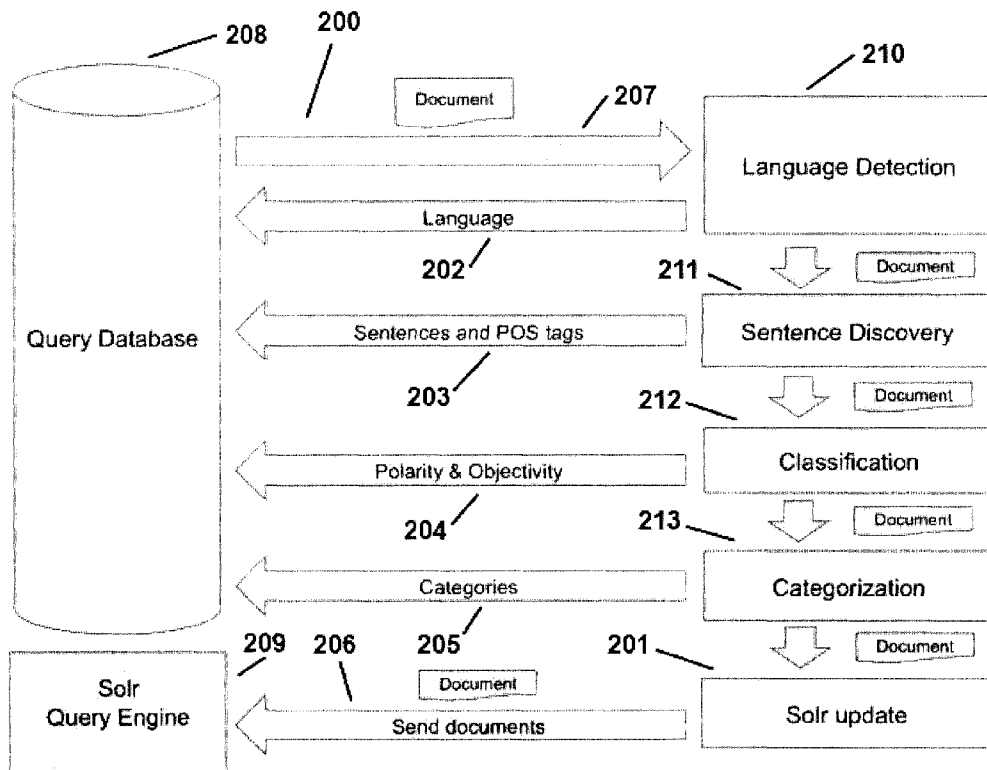 208
200
210
Document
207
Language Detection
Language
202
211
Document
Query Database
Sentences and POS tags
Sentence Discovery
203
212
Document
Polarity & Objectivity
Classification
204
213
Document
Categories
Categorization
209
206
205
201
Document
Solr
Query Engine
Document
Send documents
Solr update